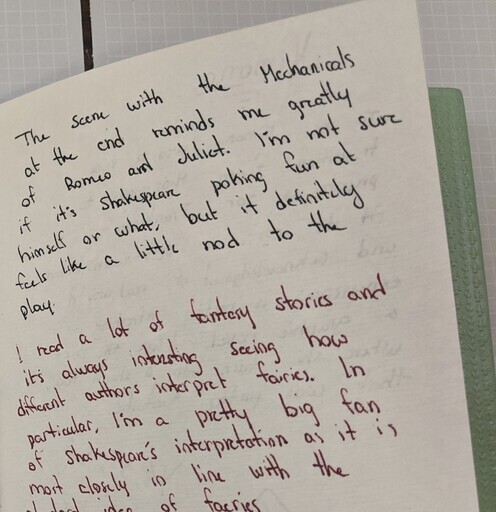 The scene with the Mechanicals
at the end reminds me greatly
of Romeo and Juliet. I'm not sure
if it's Shakespeare poking fun at
himself or what, but it definitely
feels like a little nod to the
play.
I read a lot of fantasy stories and
it's always interesting seeing how
different authors interpret fairies. In
particular, I'm a pretty big fan
of Shakespeare's interpretation as it is
most closely in line with the
idea of faeries